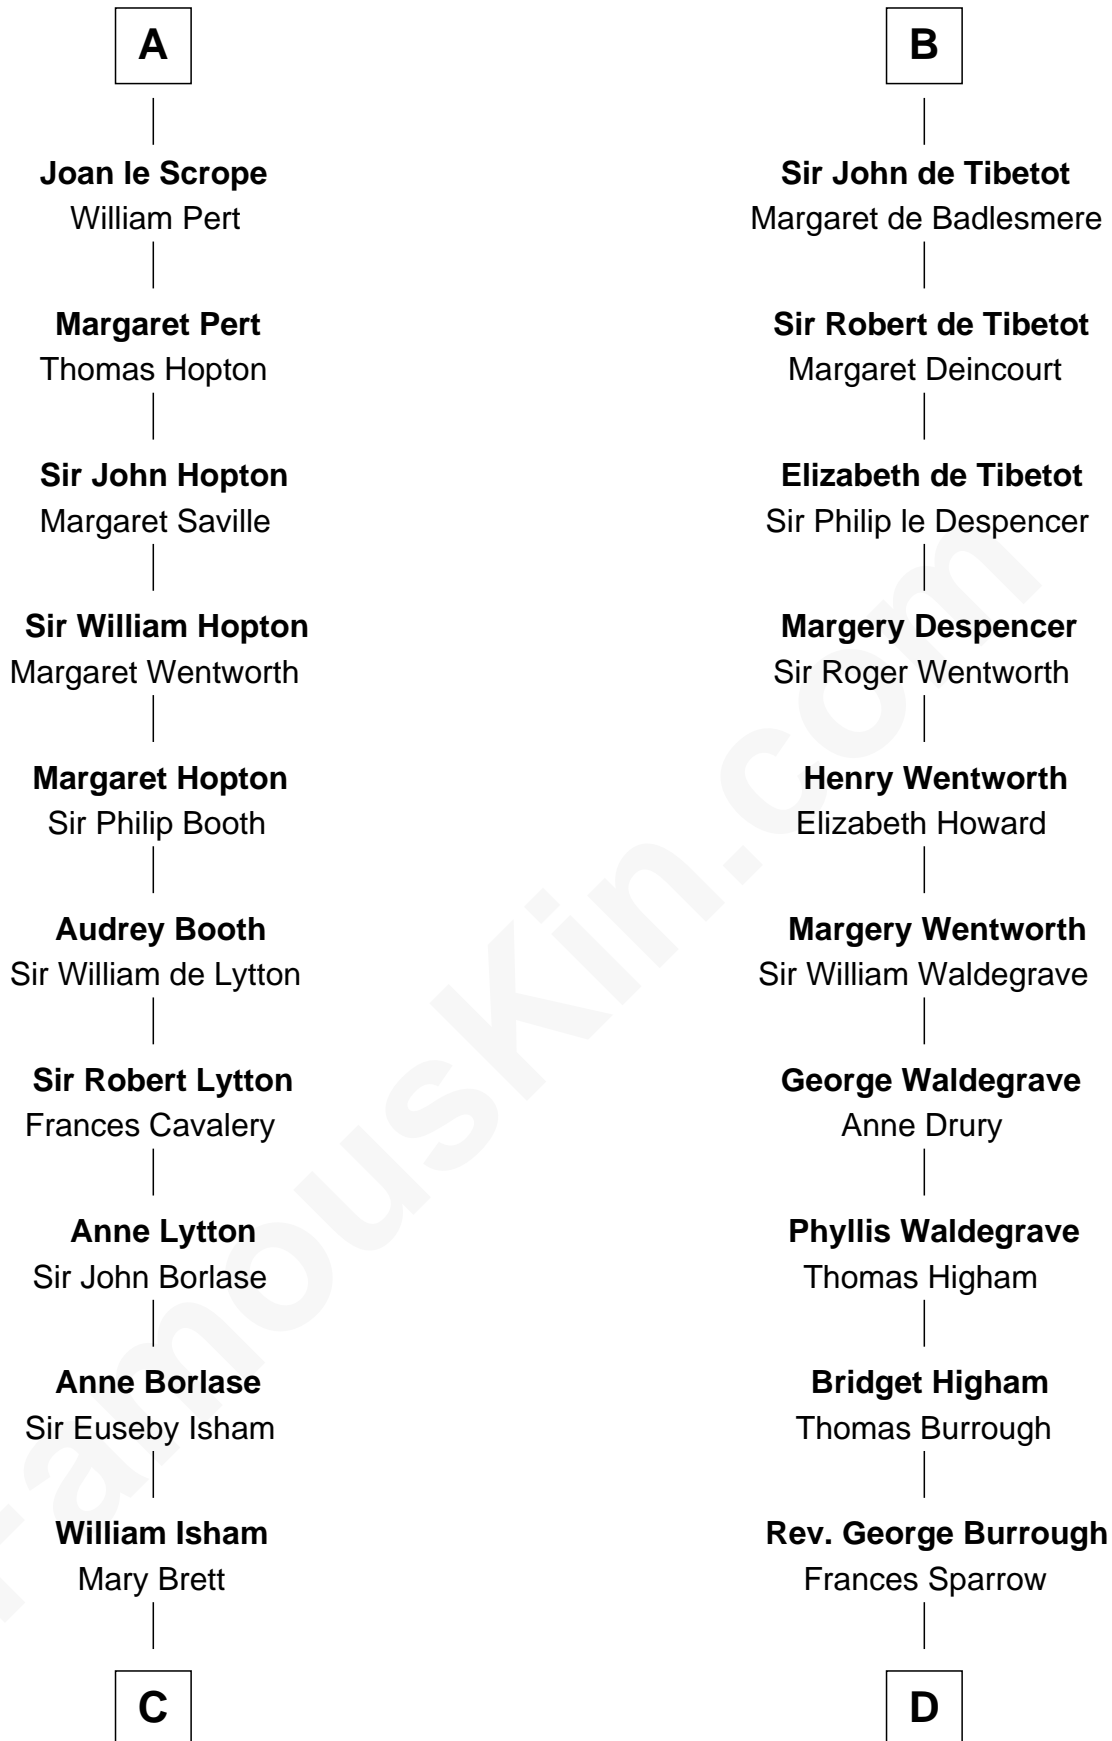 A
Joan le Scrope
William Pert
Margaret Pert
Thomas Hopton
Sir John Hopton
Margaret Saville
Sir William Hopton
Margaret Wentworth
Margaret Hopton
Sir Philip Booth
Audrey Booth
Sir William de Lytton
Sir Robert Lytton
Frances Cavalery
Anne Lytton
Sir John Borlase
Anne Borlase
Sir Euseby Isham
William Isham
Mary Brett
C
B
Sir John de Tibetot
Margaret de Badlesmere
Sir Robert de Tibetot
Margaret Deincourt
Elizabeth de Tibetot
Sir Philip le Despencer
Margery Despencer
Sir Roger Wentworth
Henry Wentworth
Elizabeth Howard
Margery Wentworth
Sir William Waldegrave
George Waldegrave
Anne Drury
Phyllis Waldegrave
Thomas Higham
Bridget Higham
Thomas Burrough
Rev. George Burrough
Frances Sparrow
D
FamousKin.com